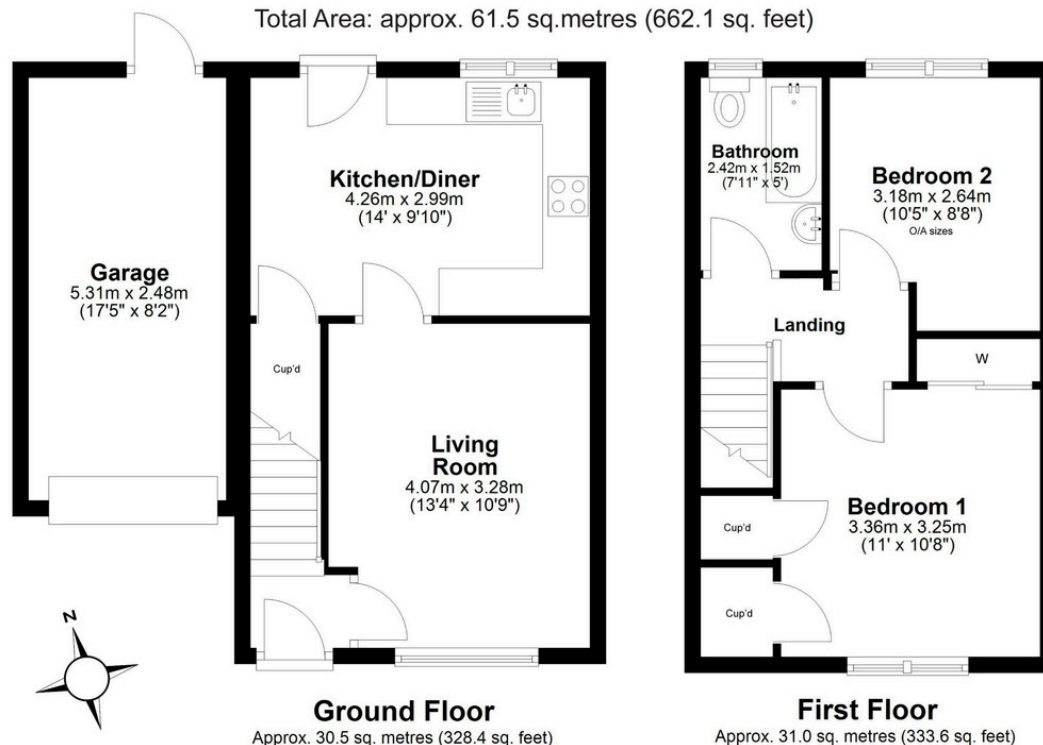 Total Area: approx. 61.5 sq.metres (662.1 sq. feet)
Garage
5.31m x 2.48m
(17'5" x 8'2")
Kitchen/Diner
4.26m x 2.99m
(14' x 9'10")
Cup'd
Living
Room
4.07m x 3.28m
(13'4" x 10'9")
N
Ground Floor
Approx. 30.5 sq. metres (328.4 sq. feet)
Bathroom
2.42m x 1.52m
(7'11" x 5')
Bedroom 2
3.18m x 2.64m
(10'5" x 8'8")
O/A sizes
Landing
W
Bedroom 1
3.36m x 3.25m
(11' x 10'8")
Cup'd
Cup'd
First Floor
Approx. 31.0 sq. metres (333.6 sq. feet)